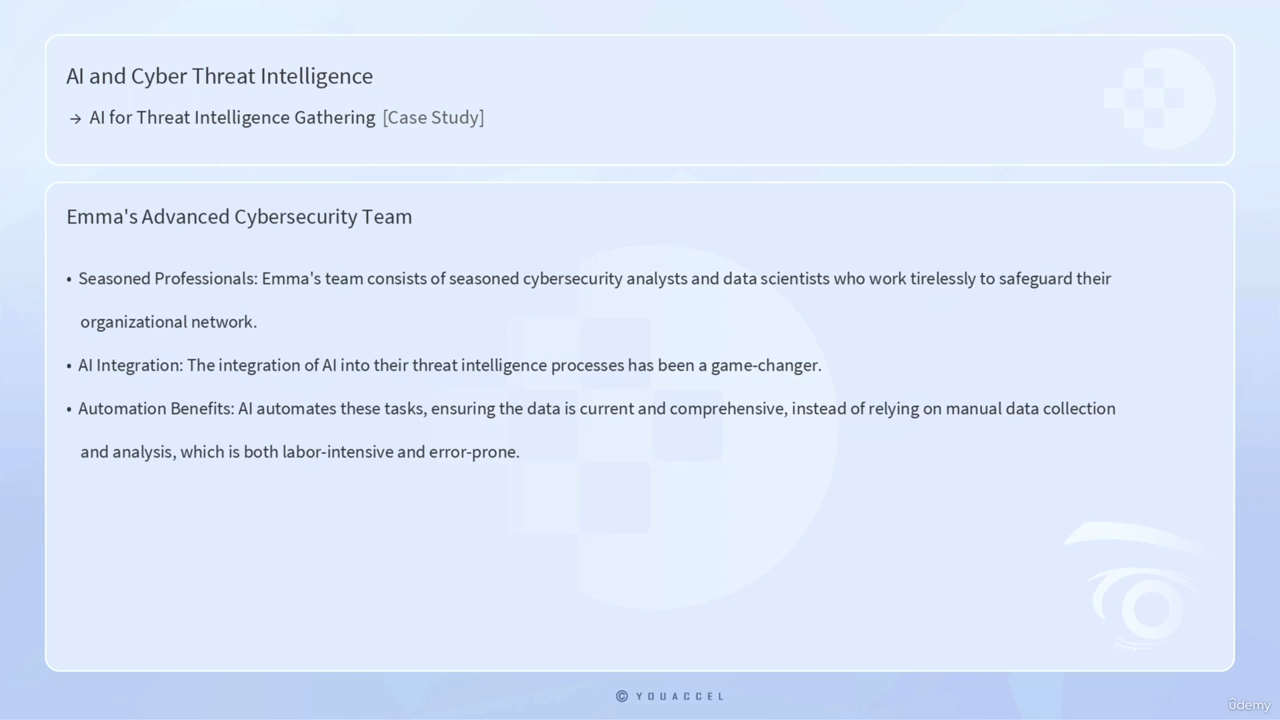 AI and Cyber Threat Intelligence
→ AI for Threat Intelligence Gathering [Case Study]
Emma's Advanced Cybersecurity Team
• Seasoned Professionals: Emma's team consists of seasoned cybersecurity analysts and data scientists who work tirelessly to safeguard their
organizational network.
• AI Integration: The integration of AI into their threat intelligence processes has been a game-changer.
• Automation Benefits: AI automates these tasks, ensuring the data is current and comprehensive, instead of relying on manual data collection
and analysis, which is both labor-intensive and error-prone.
© YOUACCEL
ûdemy